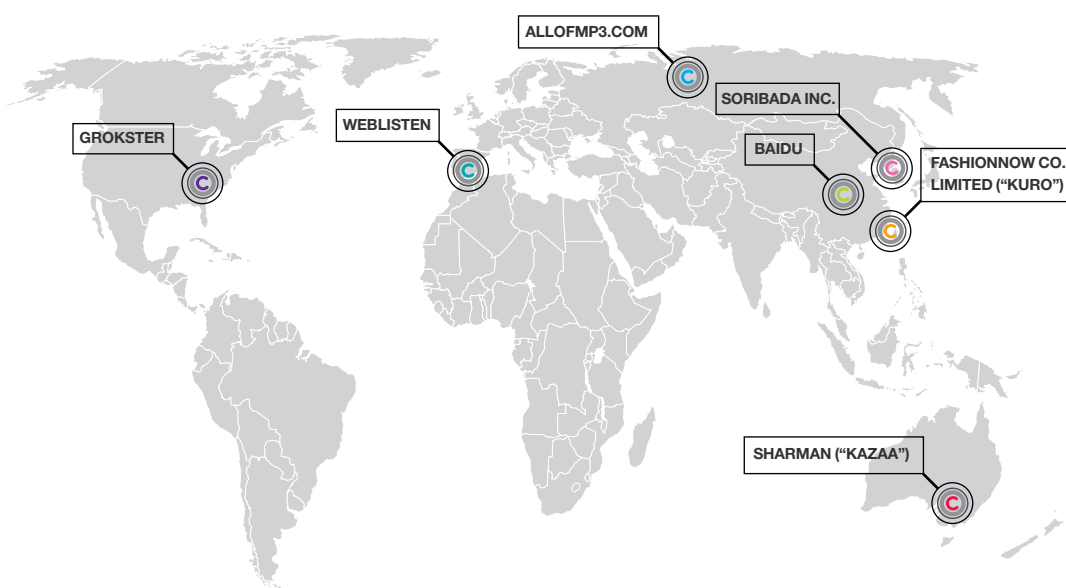 ALLOFMP3.COM
SORIBADA INC.
WEBLISTEN
GROKSTER
BAIDU
FASHIONNOW CO.
LIMITED (“KURO”)
SHARMAN (“KAZAA”)
C
C
C
C
C
C
C